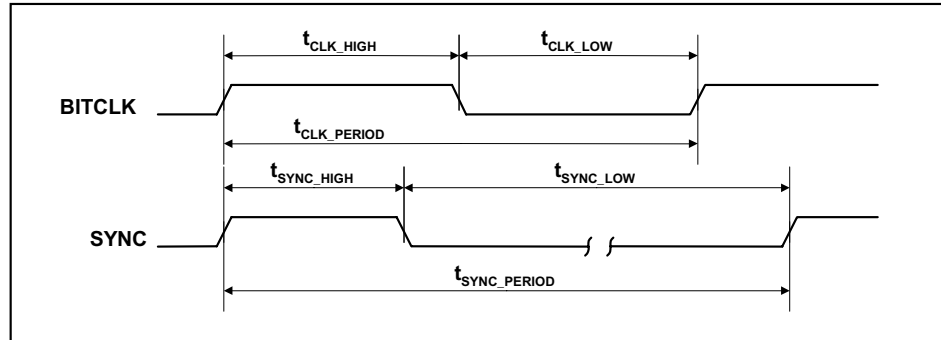 tCLK_HIGH tCLK_LOW
BITCLK
tCLK_PERIOD
tSYNC_HIGH tSYNC_LOW
SYNC
tSYNC_PERIOD